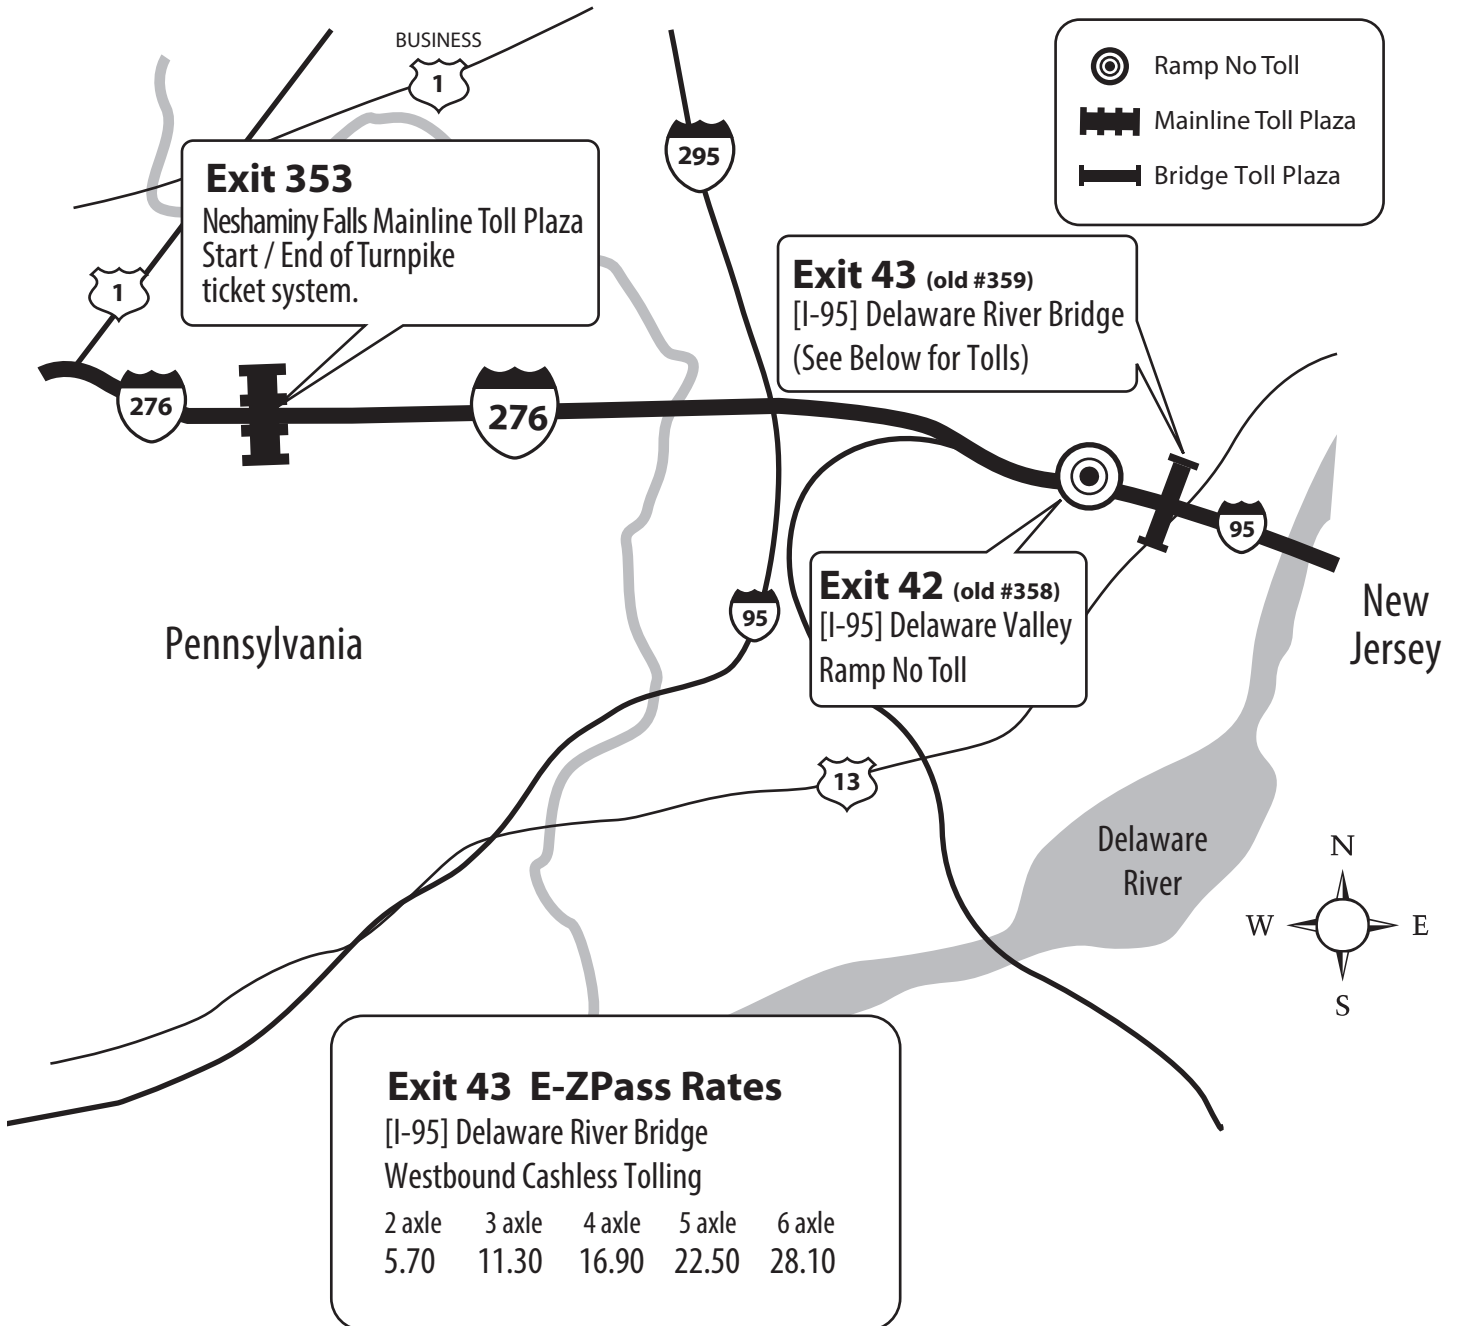 BUSINESS
1
295
Ramp No Toll
Mainline Toll Plaza
Bridge Toll Plaza
Exit 353
Neshaminy Falls Mainline Toll Plaza
Start / End of Turnpike
ticket system.
1
Exit 43 (old #359)
[I-95] Delaware River Bridge
(See Below for Tolls)
276
276
95
Exit 42 (old #358)
[I-95] Delaware Valley
Ramp No Toll
95
New
Jersey
Pennsylvania
13
Delaware
River
N
W E
S
Exit 43 E-ZPass Rates
[I-95] Delaware River Bridge
Westbound Cashless Tolling
2 axle 3 axle 4 axle 5 axle 6 axle
5.70 11.30 16.90 22.50 28.10